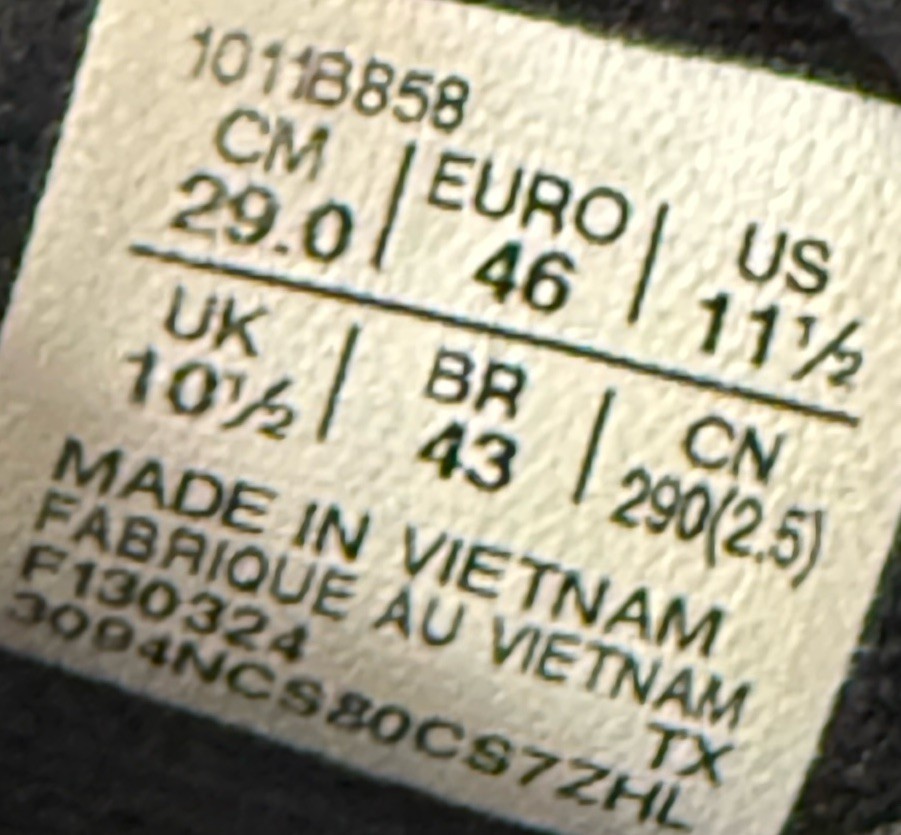 1011B858
CM | EURO | US
29.0 | 46 | 11½
UK | BR | CN
10½ | 43 | 290(2.5)
MADE IN VIETNAM
FABRIQUE AU VIETNAM
F130324 TX
3094NCS80CS7ZHL